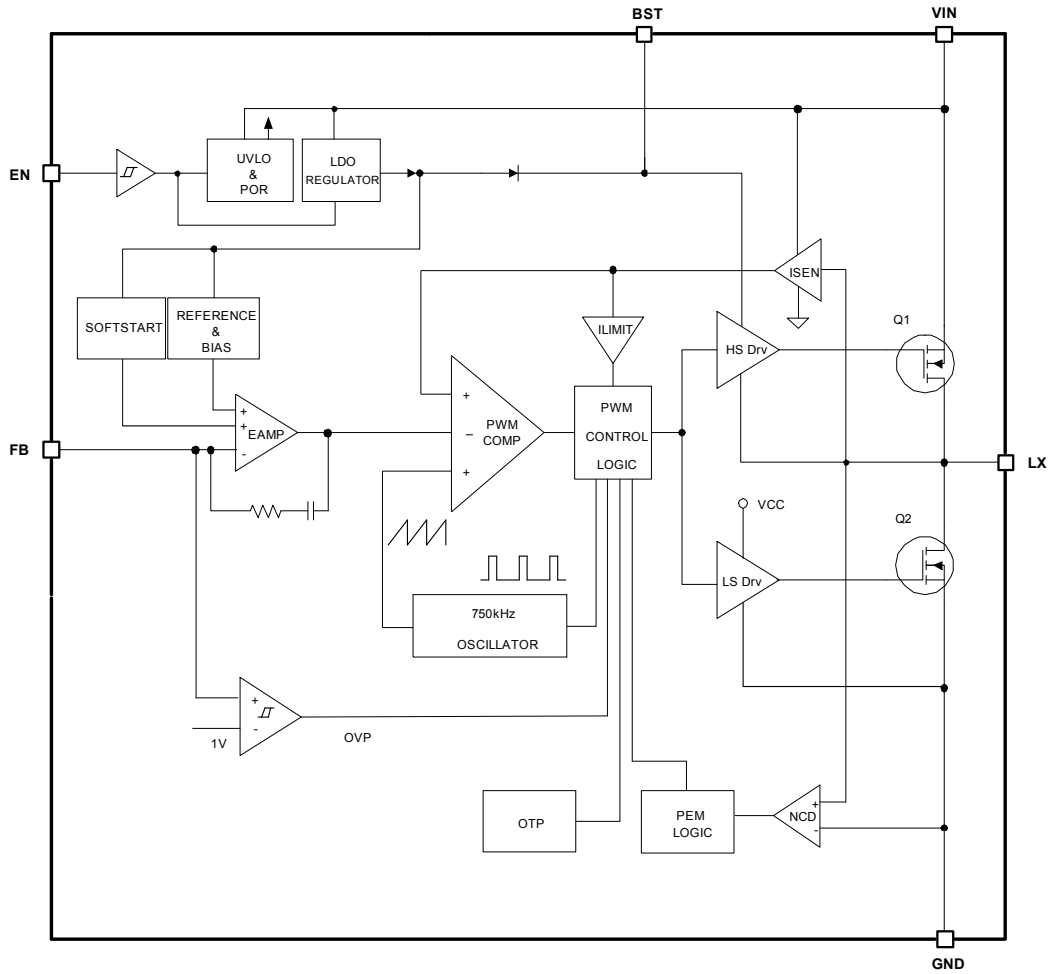 BST
VIN
EN
UVLO
&
POR
LDO
REGULATOR
ISEN
SOFTSTART
REFERENCE
&
BIAS
ILIMIT
Q1
HS Drv
+
+
-
EAMP
+
–
+
PWM
COMP
PWM
CONTROL
LOGIC
FB
LX
VCC
Q2
LS Drv
750kHz
OSCILLATOR
+
-
1V
OVP
OTP
PEM
LOGIC
NCD
+
-
GND